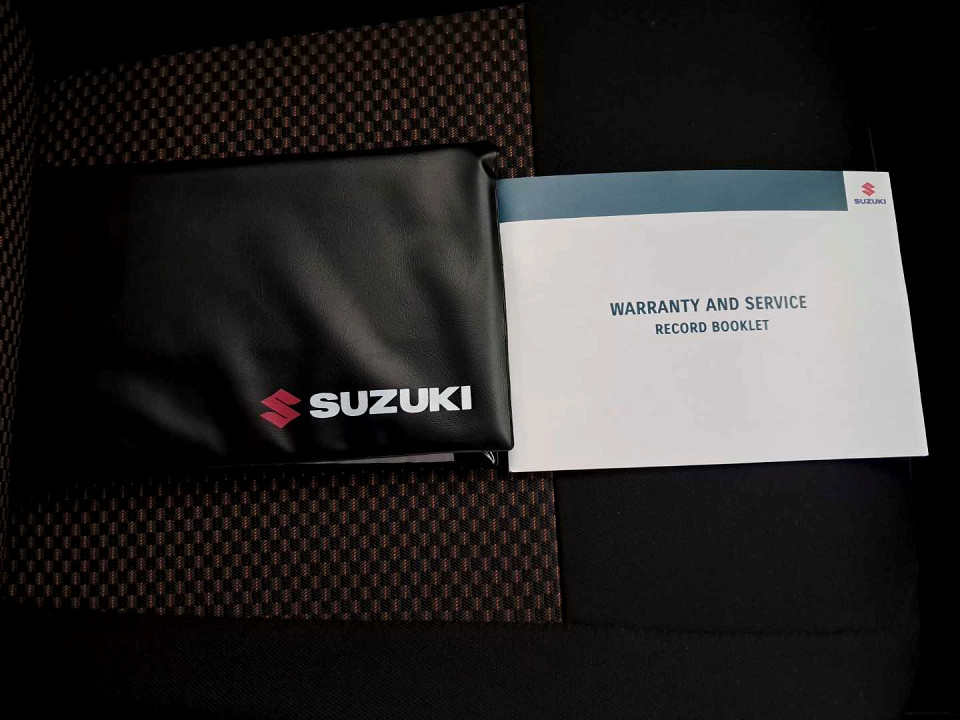 SUZUKI
SUZUKI
WARRANTY AND SERVICE
RECORD BOOKLET